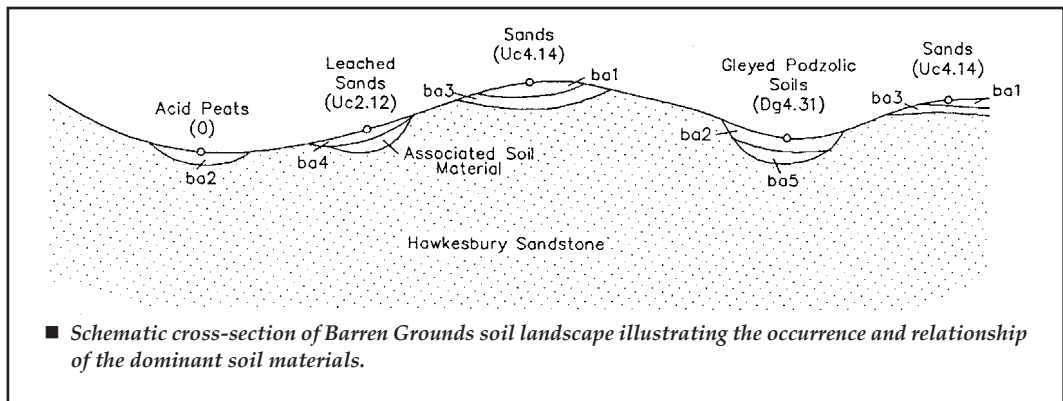 Sands
(Uc4.14)
Leached
Sands
(Uc2.12)
ba3
ba1
Gleyed Podzolic
Soils
(Dg4.31)
Sands
(Uc4.14)
ba3
ba1
Acid Peats
(O)
ba2
ba4
Associated Soil
Material
ba2
ba5
Hawkesbury Sandstone
■ Schematic cross-section of Barren Grounds soil landscape illustrating the occurrence and relationship
of the dominant soil materials.